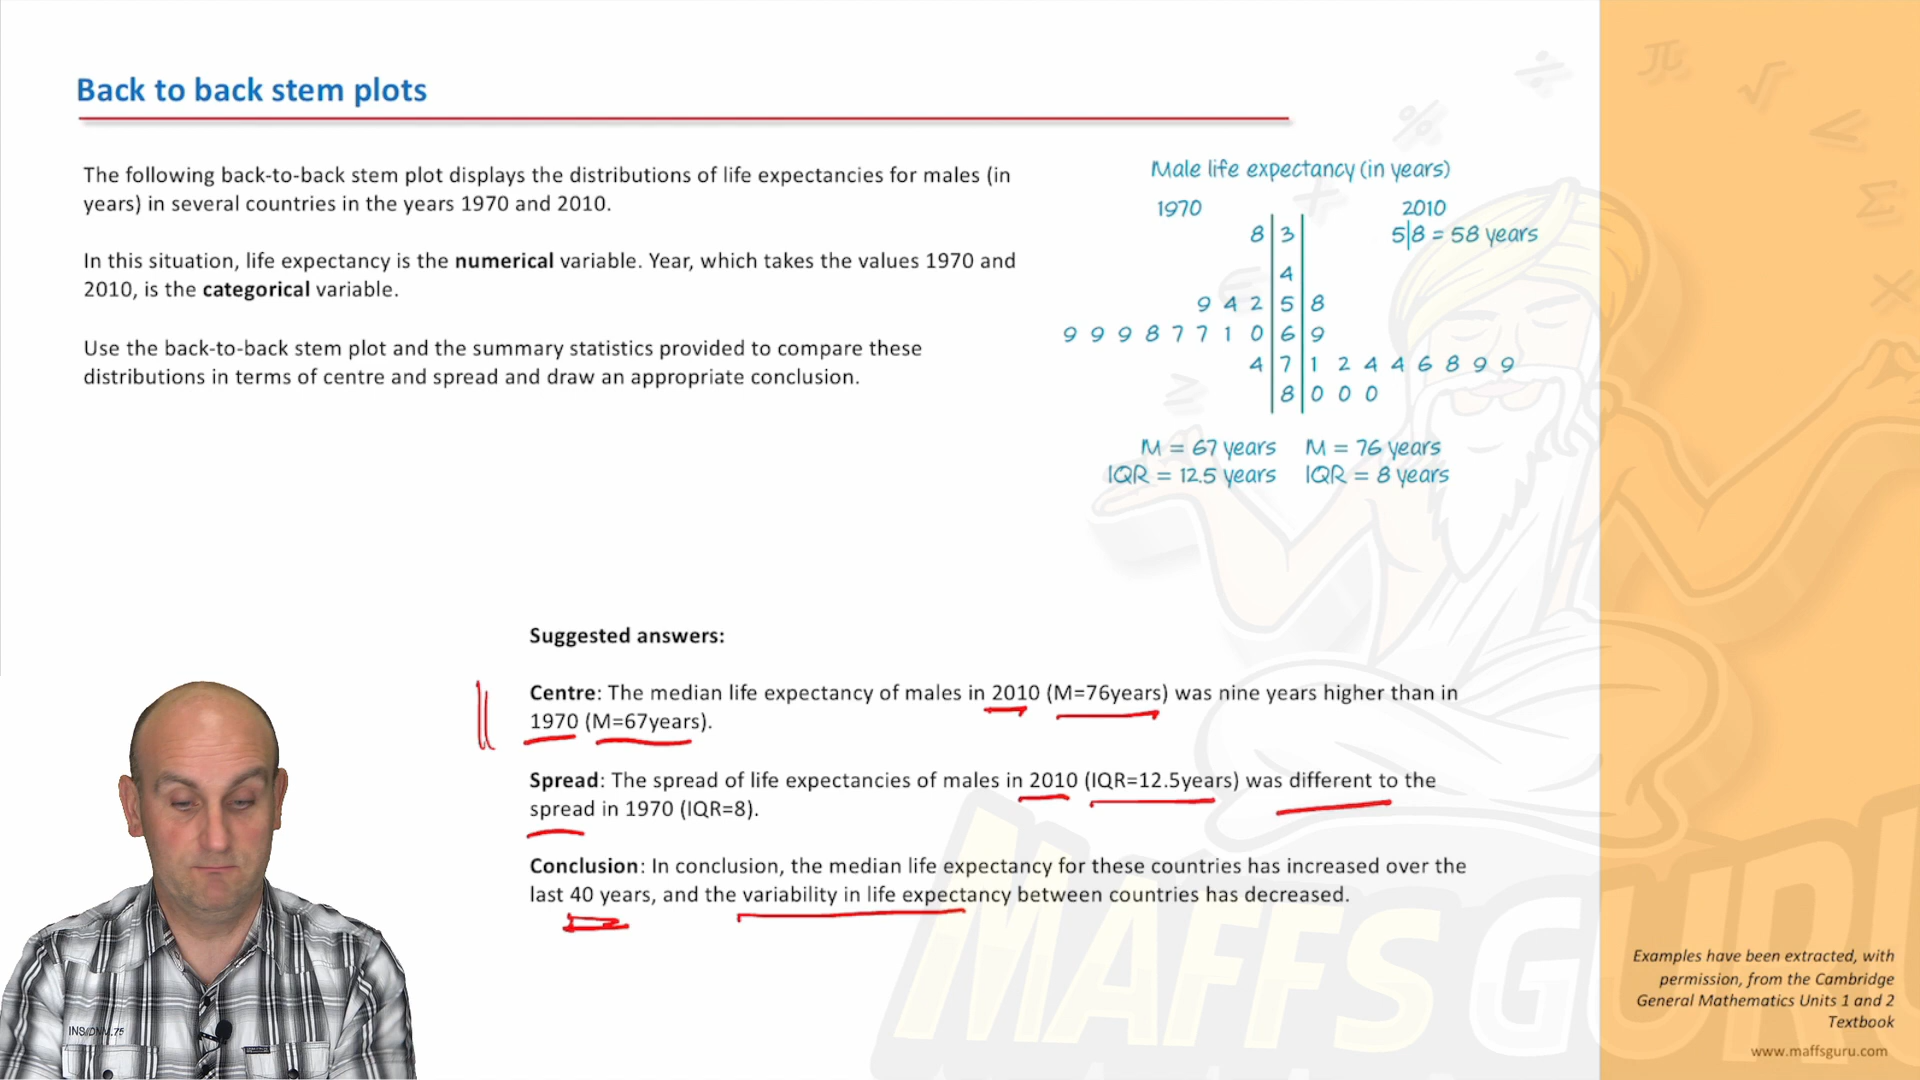 Back to back stem plots
The following back-to-back stem plot displays the distributions of life expectancies for males (in
years) in several countries in the years 1970 and 2010.
In this situation, life expectancy is the numerical variable. Year, which takes the values 1970 and
2010, is the categorical variable.
Use the back-to-back stem plot and the summary statistics provided to compare these
distributions in terms of centre and spread and draw an appropriate conclusion.
Male life expectancy (in years)
1970 2010
8 3 5|8 = 58 years
4
9 4 2 5 8
9 9 9 8 7 7 1 0 6 9
4 7 1 2 4 4 6 8 9 9
8 0 0 0
M = 67 years M = 76 years
IQR = 12.5 years IQR = 8 years
Suggested answers:
Centre: The median life expectancy of males in 2010 (M=76years) was nine years higher than in
1970 (M=67years).
Spread: The spread of life expectancies of males in 2010 (IQR=12.5years) was different to the
spread in 1970 (IQR=8).
Conclusion: In conclusion, the median life expectancy for these countries has increased over the
last 40 years, and the variability in life expectancy between countries has decreased.
MAFFS GURU
Examples have been extracted, with
permission, from the Cambridge
General Mathematics Units 1 and 2
Textbook
www.maffsguru.com